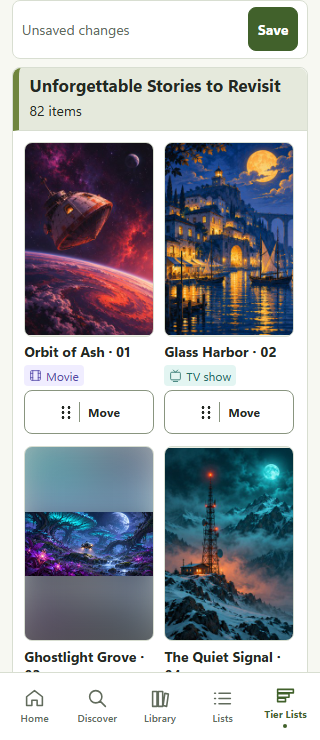 Unsaved changes
Save
Unforgettable Stories to Revisit
82 items
Orbit of Ash · 01
Glass Harbor · 02
Movie
TV show
Move
Move
Ghostlight Grove ·
The Quiet Signal ·
Home
Discover
Library
Lists
Tier Lists